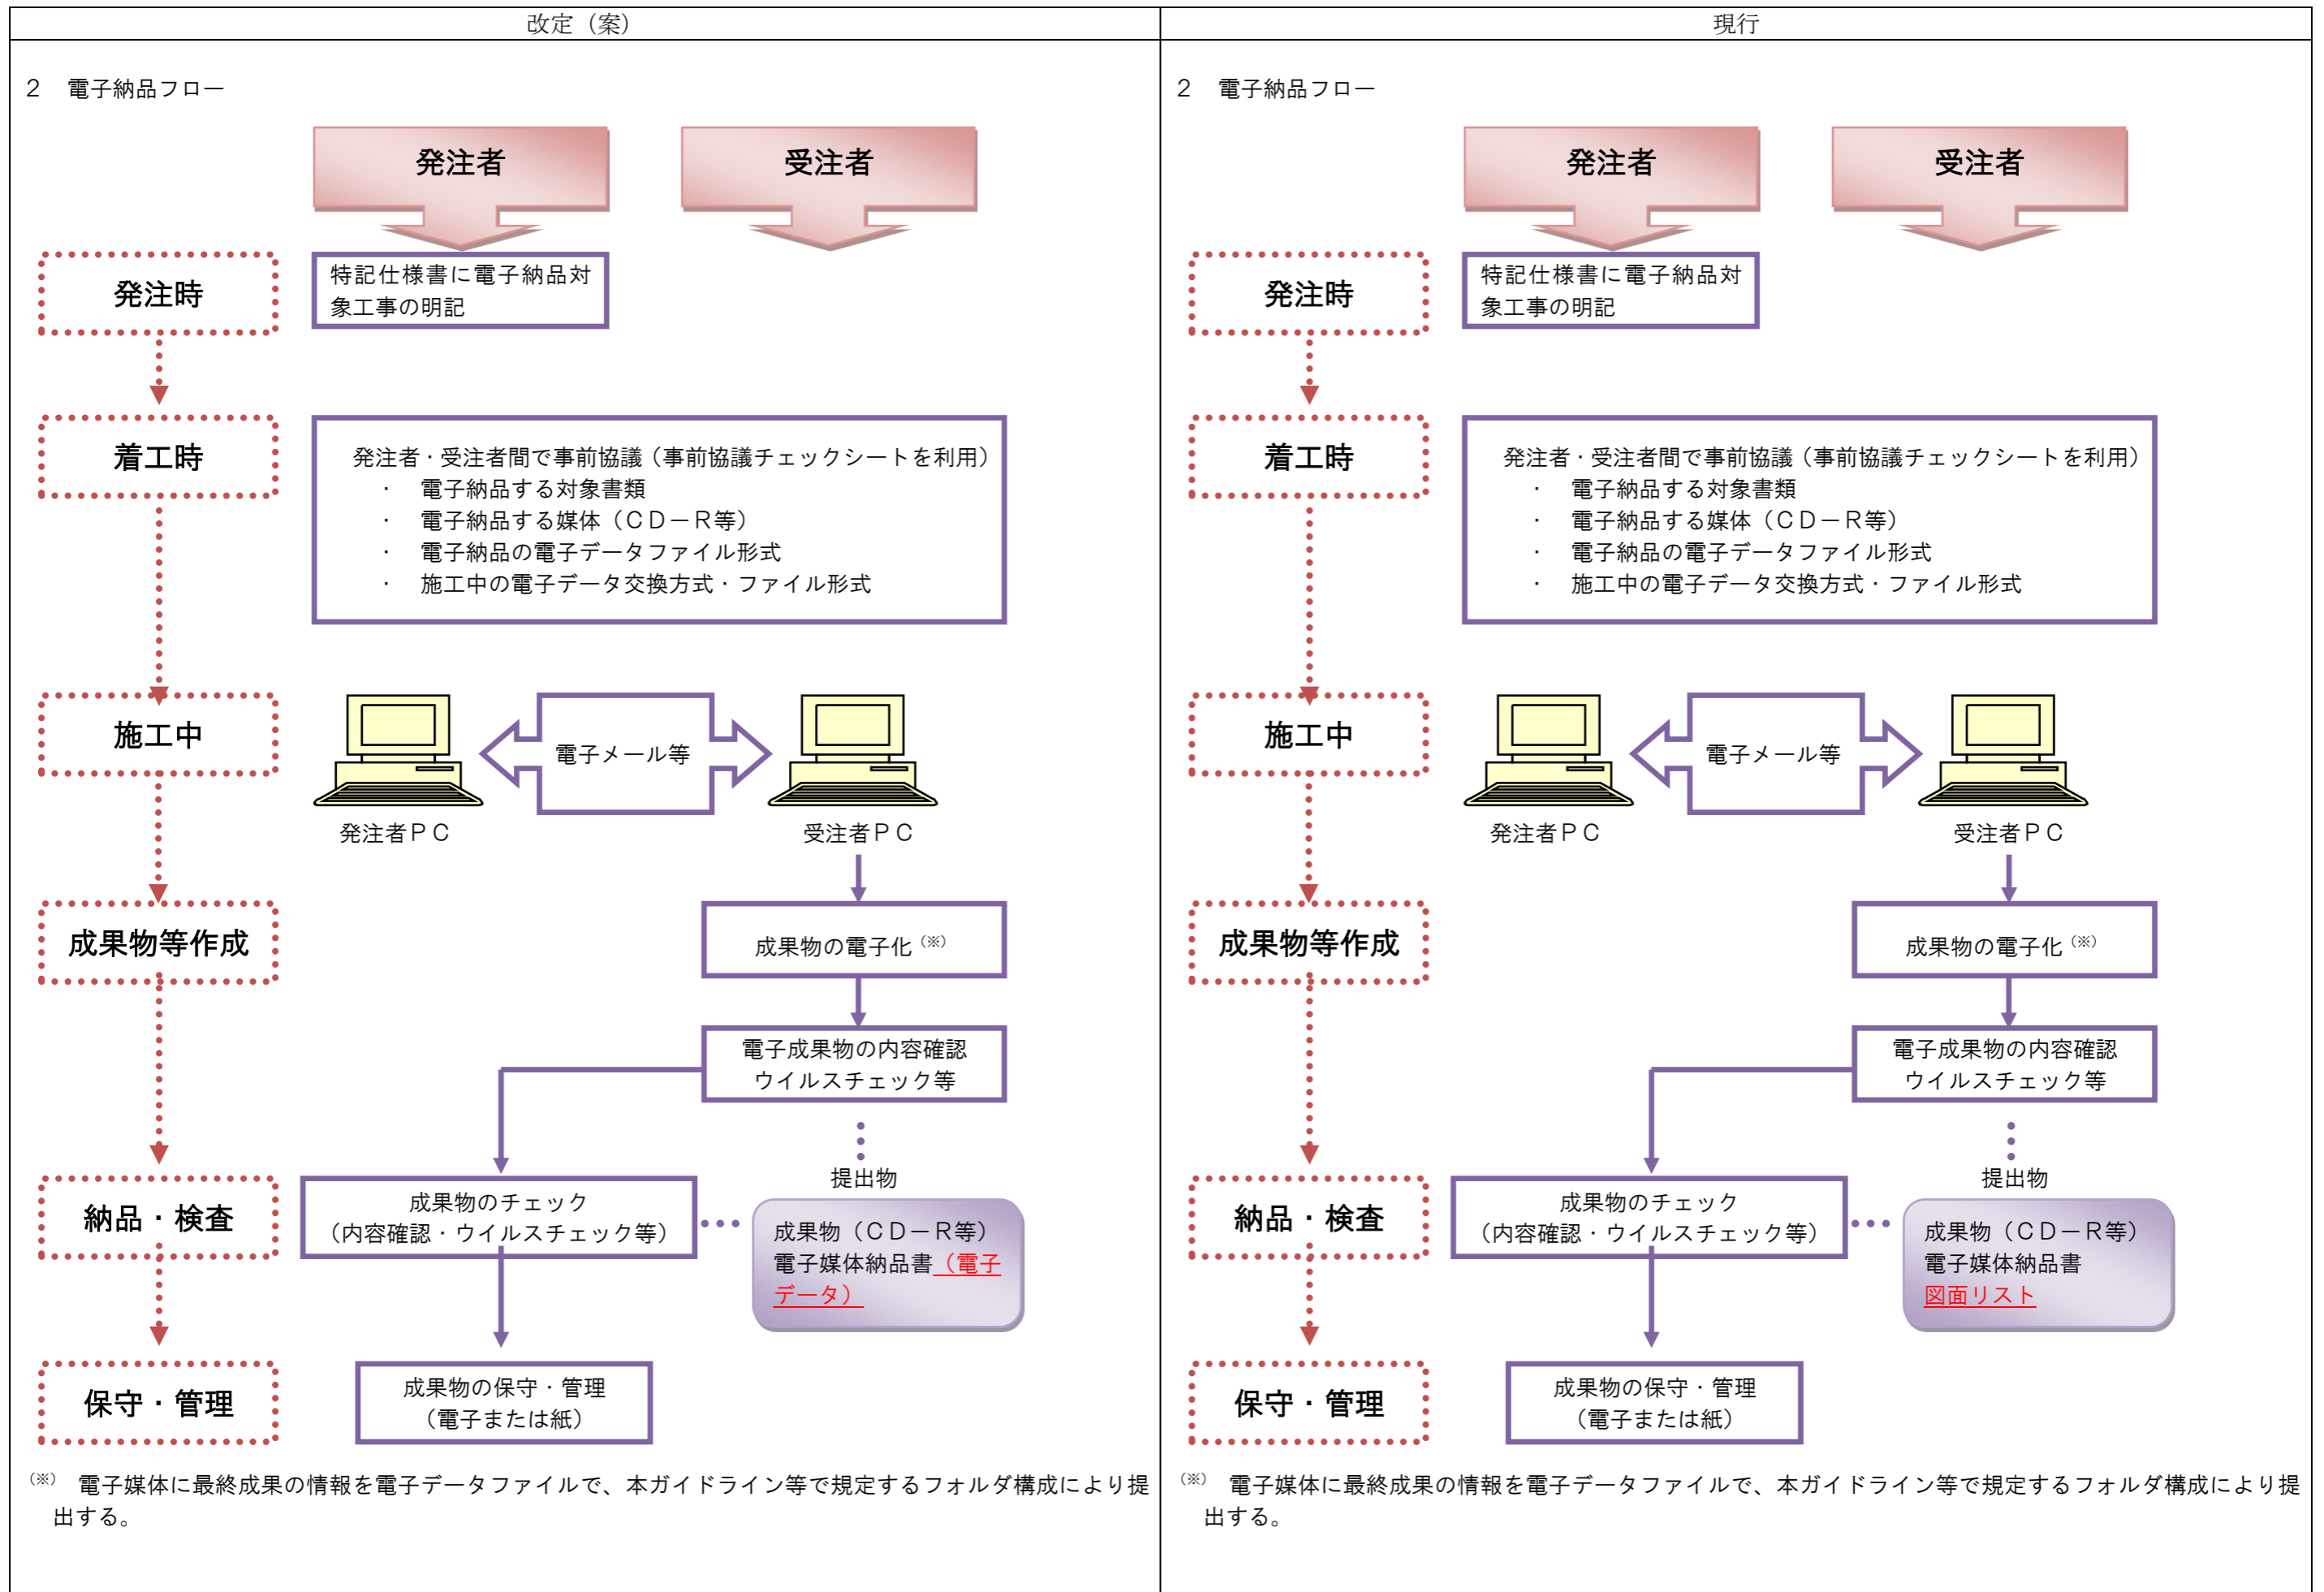 改定（案）
２　電子納品フロー
発注者
受注者
発注時
特記仕様書に電子納品対
象工事の明記
着工時
発注者・受注者間で事前協議（事前協議チェックシートを利用）
・　電子納品する対象書類
・　電子納品する媒体（ＣＤ－Ｒ等）
・　電子納品の電子データファイル形式
・　施工中の電子データ交換方式・ファイル形式
施工中
電子メール等
発注者ＰＣ
受注者ＰＣ
成果物等作成
成果物の電子化（※）
電子成果物の内容確認
ウイルスチェック等
提出物
納品・検査
成果物のチェック
（内容確認・ウイルスチェック等）
成果物（ＣＤ－Ｒ等）
電子媒体納品書（電子
データ）
保守・管理
成果物の保守・管理
（電子または紙）
（※）　電子媒体に最終成果の情報を電子データファイルで、本ガイドライン等で規定するフォルダ構成により提
出する。
現行
２　電子納品フロー
発注者
受注者
発注時
特記仕様書に電子納品対
象工事の明記
着工時
発注者・受注者間で事前協議（事前協議チェックシートを利用）
・　電子納品する対象書類
・　電子納品する媒体（ＣＤ－Ｒ等）
・　電子納品の電子データファイル形式
・　施工中の電子データ交換方式・ファイル形式
施工中
電子メール等
発注者ＰＣ
受注者ＰＣ
成果物等作成
成果物の電子化（※）
電子成果物の内容確認
ウイルスチェック等
提出物
納品・検査
成果物のチェック
（内容確認・ウイルスチェック等）
成果物（ＣＤ－Ｒ等）
電子媒体納品書
図面リスト
保守・管理
成果物の保守・管理
（電子または紙）
（※）　電子媒体に最終成果の情報を電子データファイルで、本ガイドライン等で規定するフォルダ構成により提
出する。